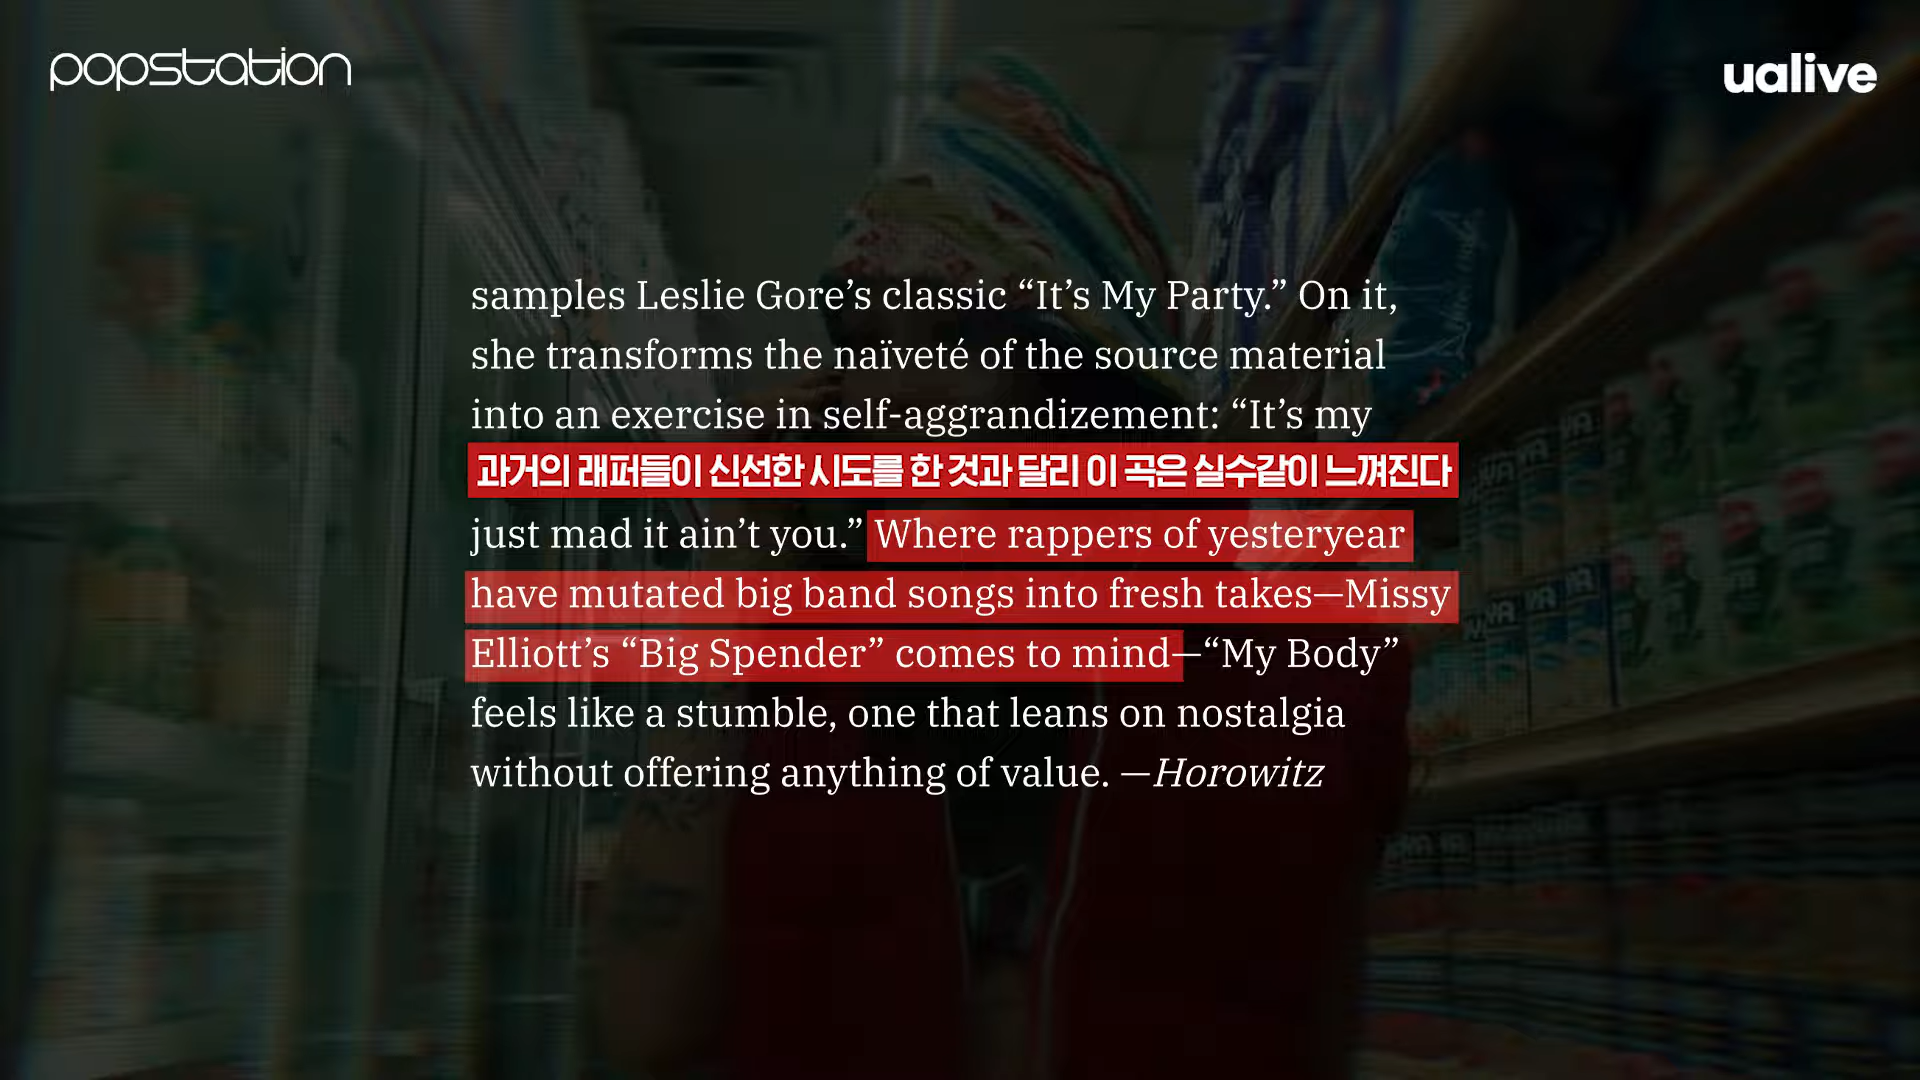 popstation
ualive
samples Leslie Gore’s classic “It’s My Party.” On it,
she transforms the naïveté of the source material
into an exercise in self-aggrandizement: “It’s my
과거의 래퍼들이 신선한 시도를 한 것과 달리 이 곡은 실수같이 느껴진다
just mad it ain’t you.” Where rappers of yesteryear
have mutated big band songs into fresh takes—Missy
Elliott’s “Big Spender” comes to mind—“My Body”
feels like a stumble, one that leans on nostalgia
without offering anything of value. —Horowitz